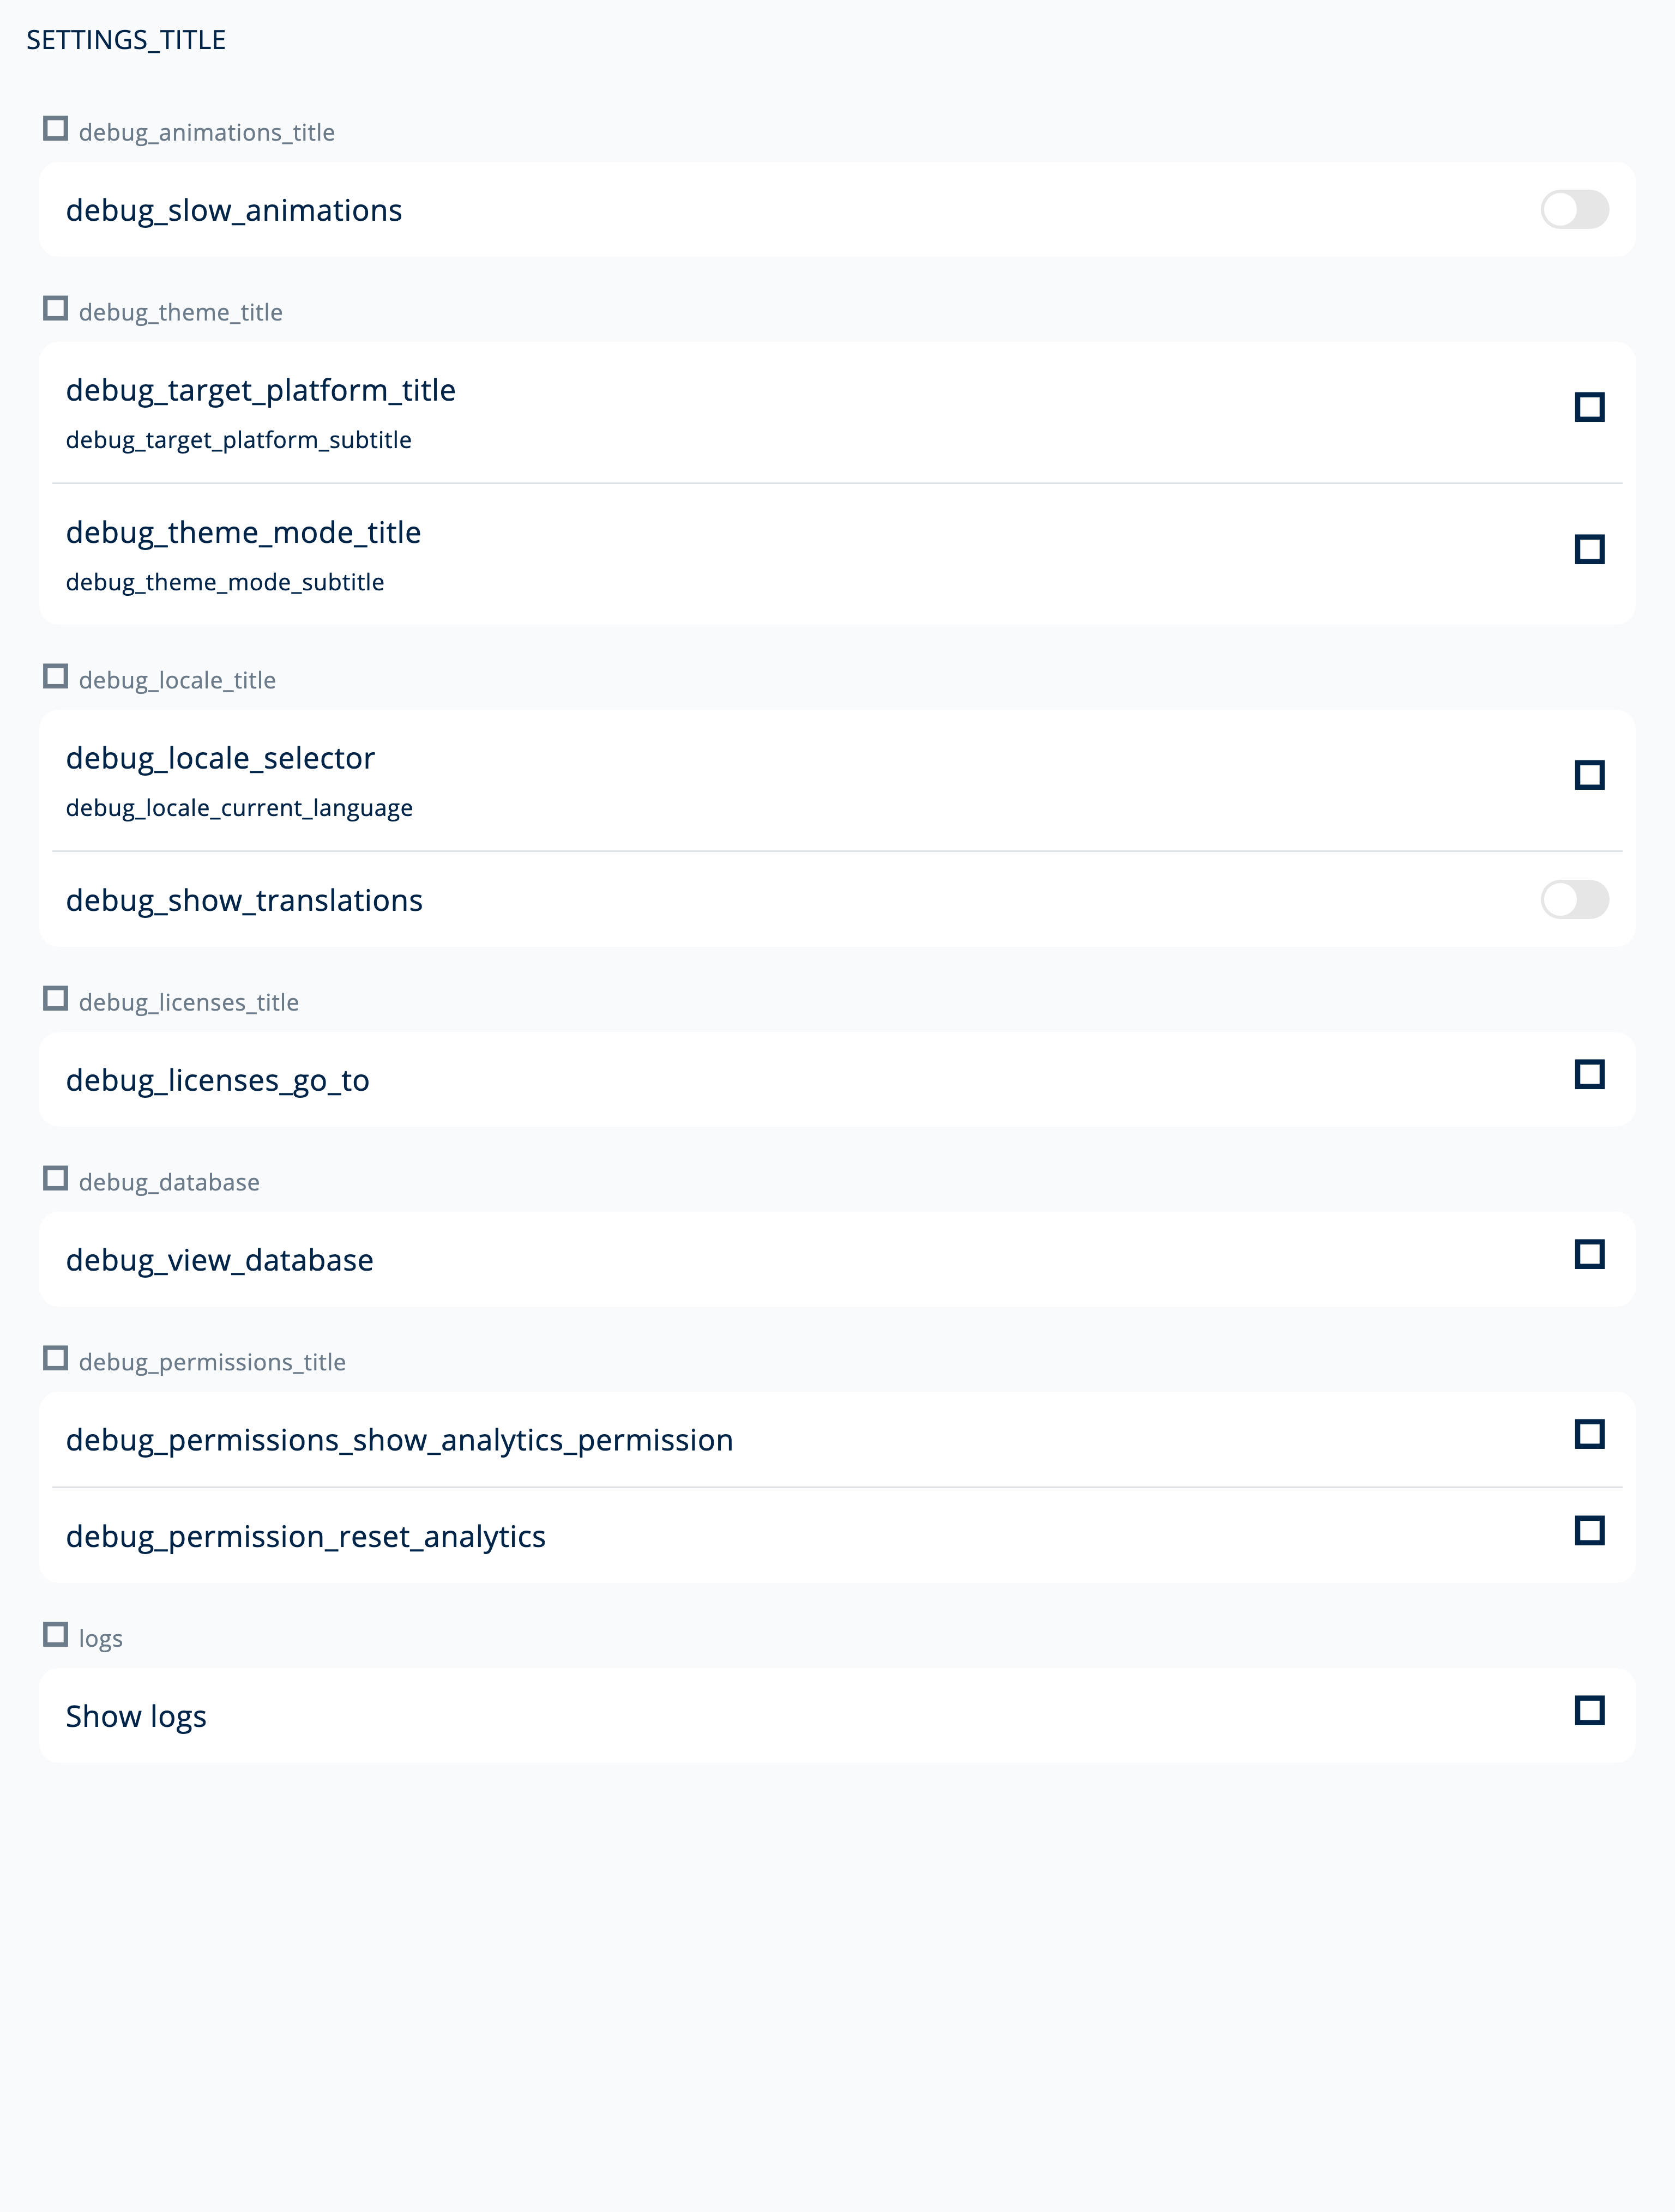 SETTINGS_TITLE
debug_animations_title
debug_slow_animations
debug_theme_title
debug_target_platform_title
debug_target_platform_subtitle
debug_theme_mode_title
debug_theme_mode_subtitle
debug_locale_title
debug_locale_selector
debug_locale_current_language
debug_show_translations
debug_licenses_title
debug_licenses_go_to
debug_database
debug_view_database
debug_permissions_title
debug_permissions_show_analytics_permission
debug_permission_reset_analytics
logs
Show logs